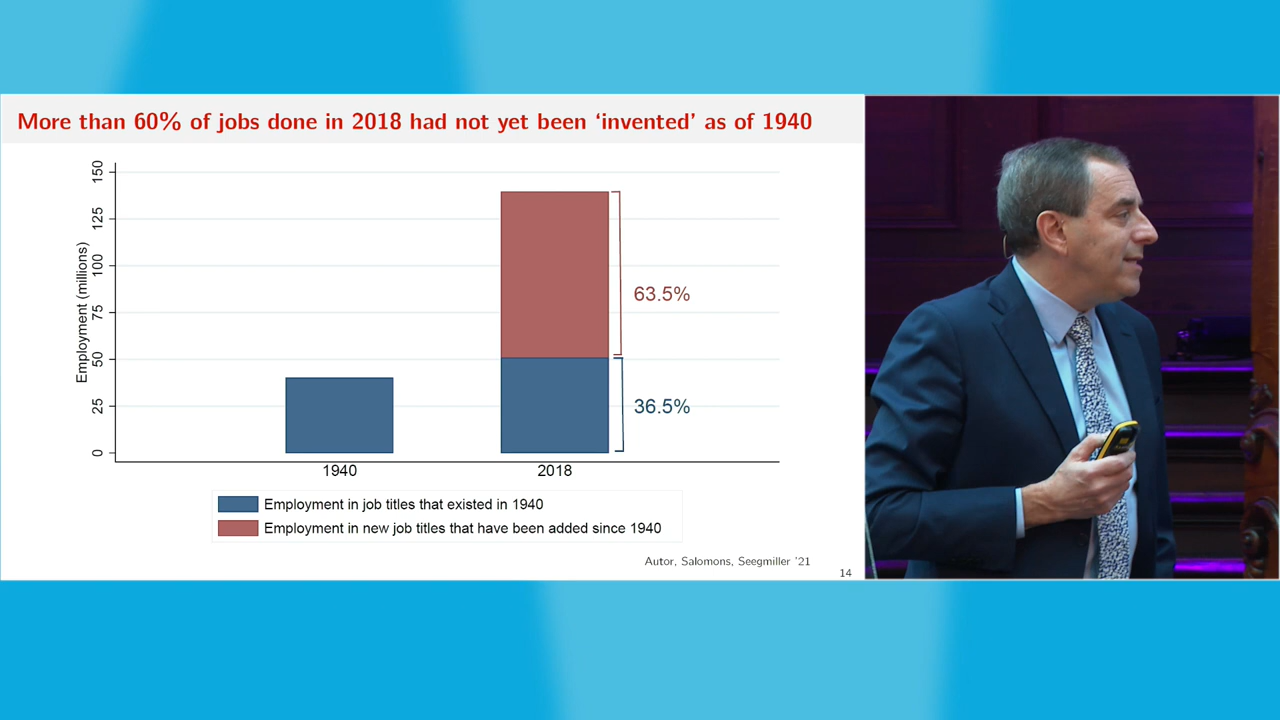 More than 60% of jobs done in 2018 had not yet been ‘invented’ as of 1940
150
125
100
75
50
25
0
Employment (millions)
63.5%
36.5%
1940
2018
Employment in job titles that existed in 1940
Employment in new job titles that have been added since 1940
Autor, Salomons, Seegmiller ’21
14